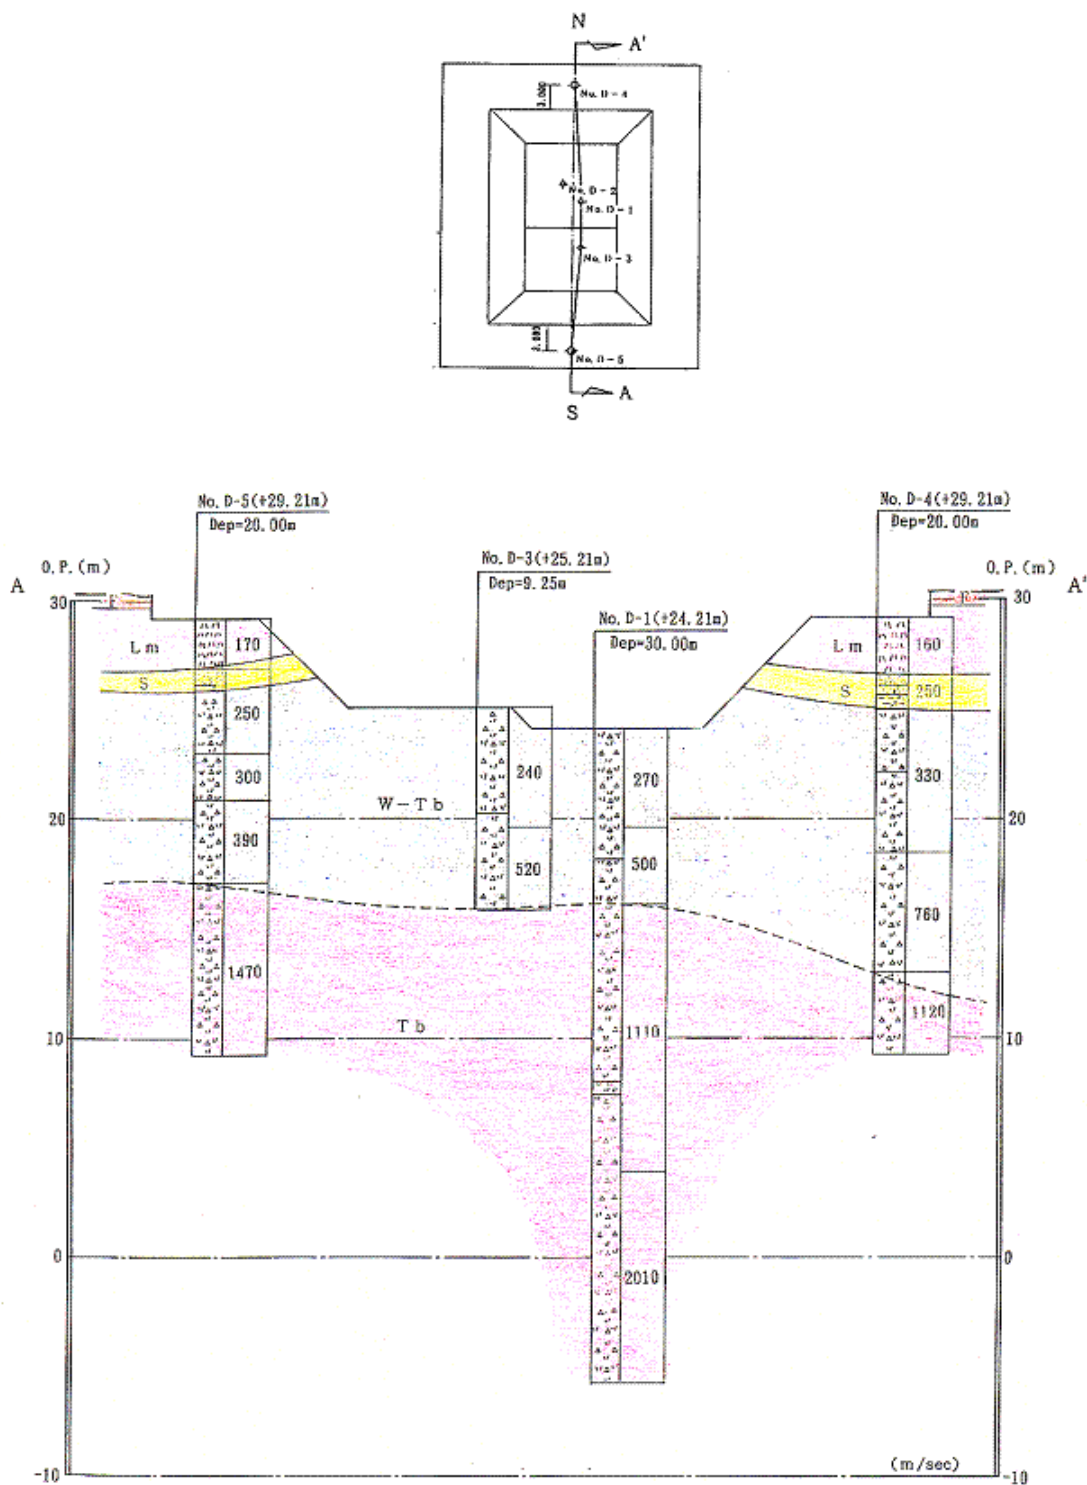 N
A'
3.000
No. D-4
No. D-2
No. D-1
No. D-3
No. D-5
A
S
No. D-5(+29.21m)
Dep=20.00m
No. D-4(+29.21m)
Dep=20.00m
No. D-3(+25.21m)
Dep=9.25m
No. D-1(+24.21m)
Dep=30.00m
A
O.P.(m)
O.P.(m)
A'
30
30
Lm
170
Lm
160
S
S
250
250
300
W-Tb
240
270
330
20
20
390
520
500
760
1470
Tb
1110
1120
10
10
0
0
2010
(m/sec)
-10
-10